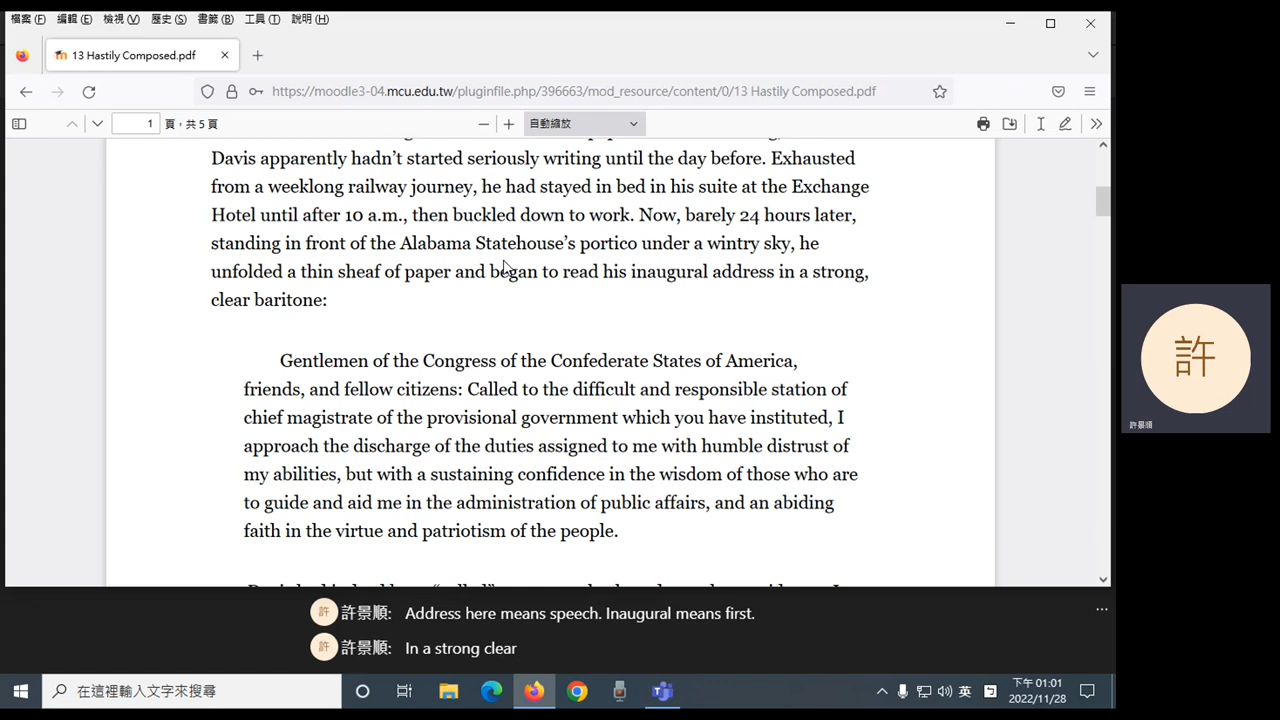 檔案(F) 編輯(E) 檢視(V) 歷史(S) 書籤(B) 工具(T) 說明(H)
13 Hastily Composed.pdf
https://moodle3-04.mcu.edu.tw/pluginfile.php/396663/mod_resource/content/0/13 Hastily Composed.pdf
1 頁，共 5 頁 自動縮放
Davis apparently hadn't started seriously writing until the day before. Exhausted
from a weeklong railway journey, he had stayed in bed in his suite at the Exchange
Hotel until after 10 a.m., then buckled down to work. Now, barely 24 hours later,
standing in front of the Alabama Statehouse's portico under a wintry sky, he
unfolded a thin sheaf of paper and began to read his inaugural address in a strong,
clear baritone:
Gentlemen of the Congress of the Confederate States of America,
friends, and fellow citizens: Called to the difficult and responsible station of
chief magistrate of the provisional government which you have instituted, I
approach the discharge of the duties assigned to me with humble distrust of
my abilities, but with a sustaining confidence in the wisdom of those who are
to guide and aid me in the administration of public affairs, and an abiding
faith in the virtue and patriotism of the people.
許
許景順
許 許景順: Address here means speech. Inaugural means first.
許 許景順: In a strong clear
在這裡輸入文字來搜尋
英
下午 01:01
2022/11/28